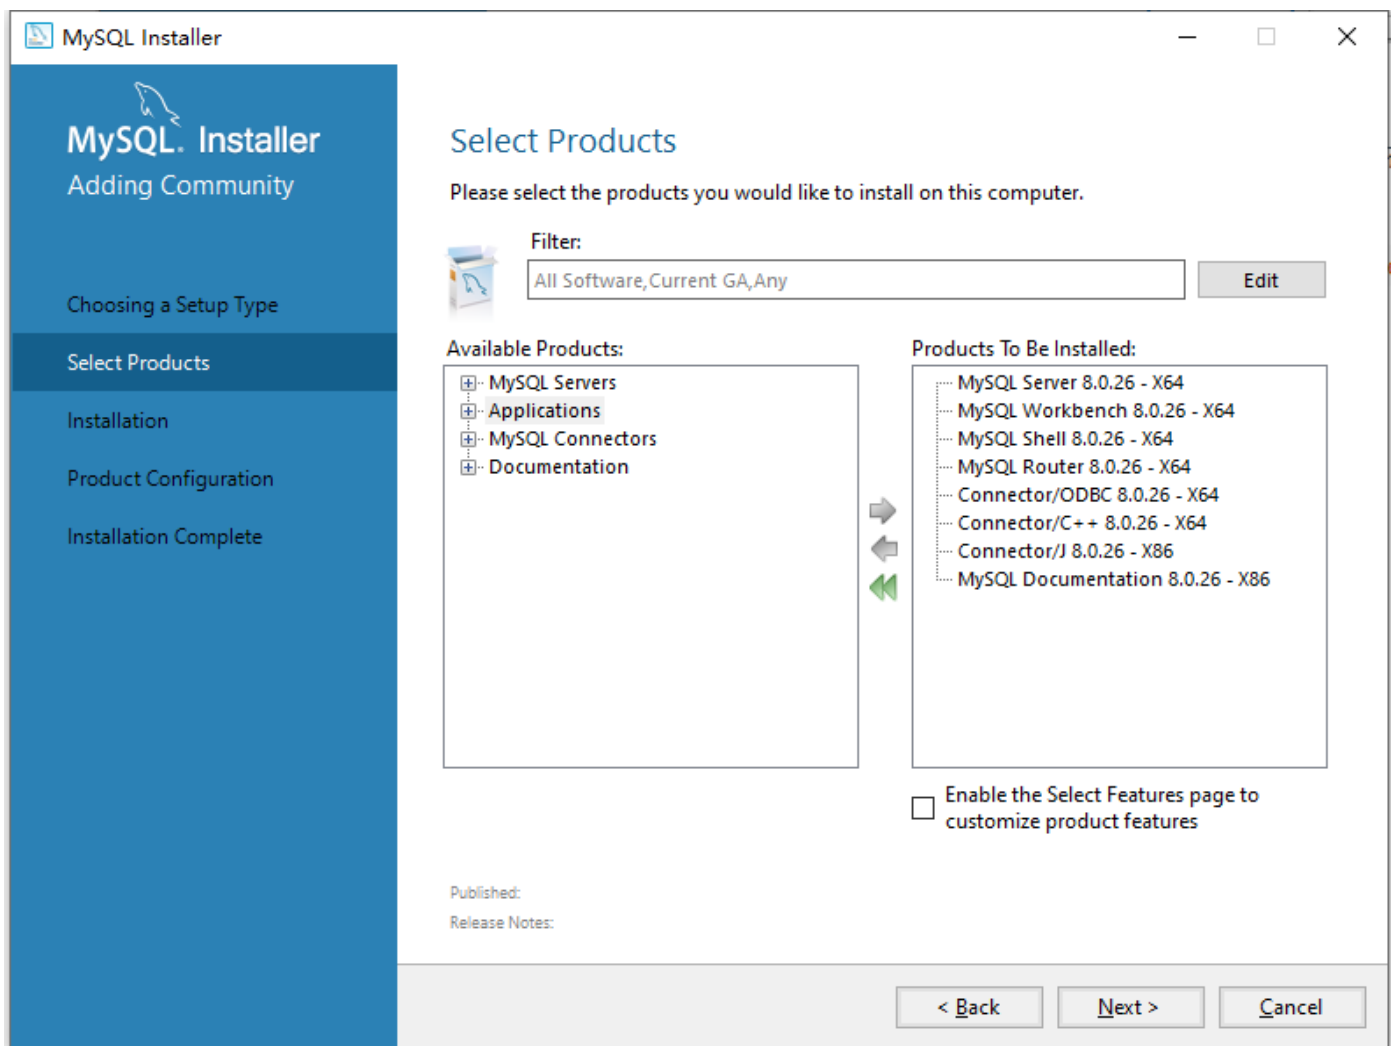 MySQL Installer
MySQL. Installer
Adding Community
Choosing a Setup Type
Select Products
Installation
Product Configuration
Installation Complete
Select Products
Please select the products you would like to install on this computer.
Filter:
All Software,Current GA,Any
Edit
Available Products:
MySQL Servers
Applications
MySQL Connectors
Documentation
Products To Be Installed:
MySQL Server 8.0.26 - X64
MySQL Workbench 8.0.26 - X64
MySQL Shell 8.0.26 - X64
MySQL Router 8.0.26 - X64
Connector/ODBC 8.0.26 - X64
Connector/C++ 8.0.26 - X64
Connector/J 8.0.26 - X86
MySQL Documentation 8.0.26 - X86
Enable the Select Features page to
customize product features
Published:
Release Notes:
< Back
Next >
Cancel